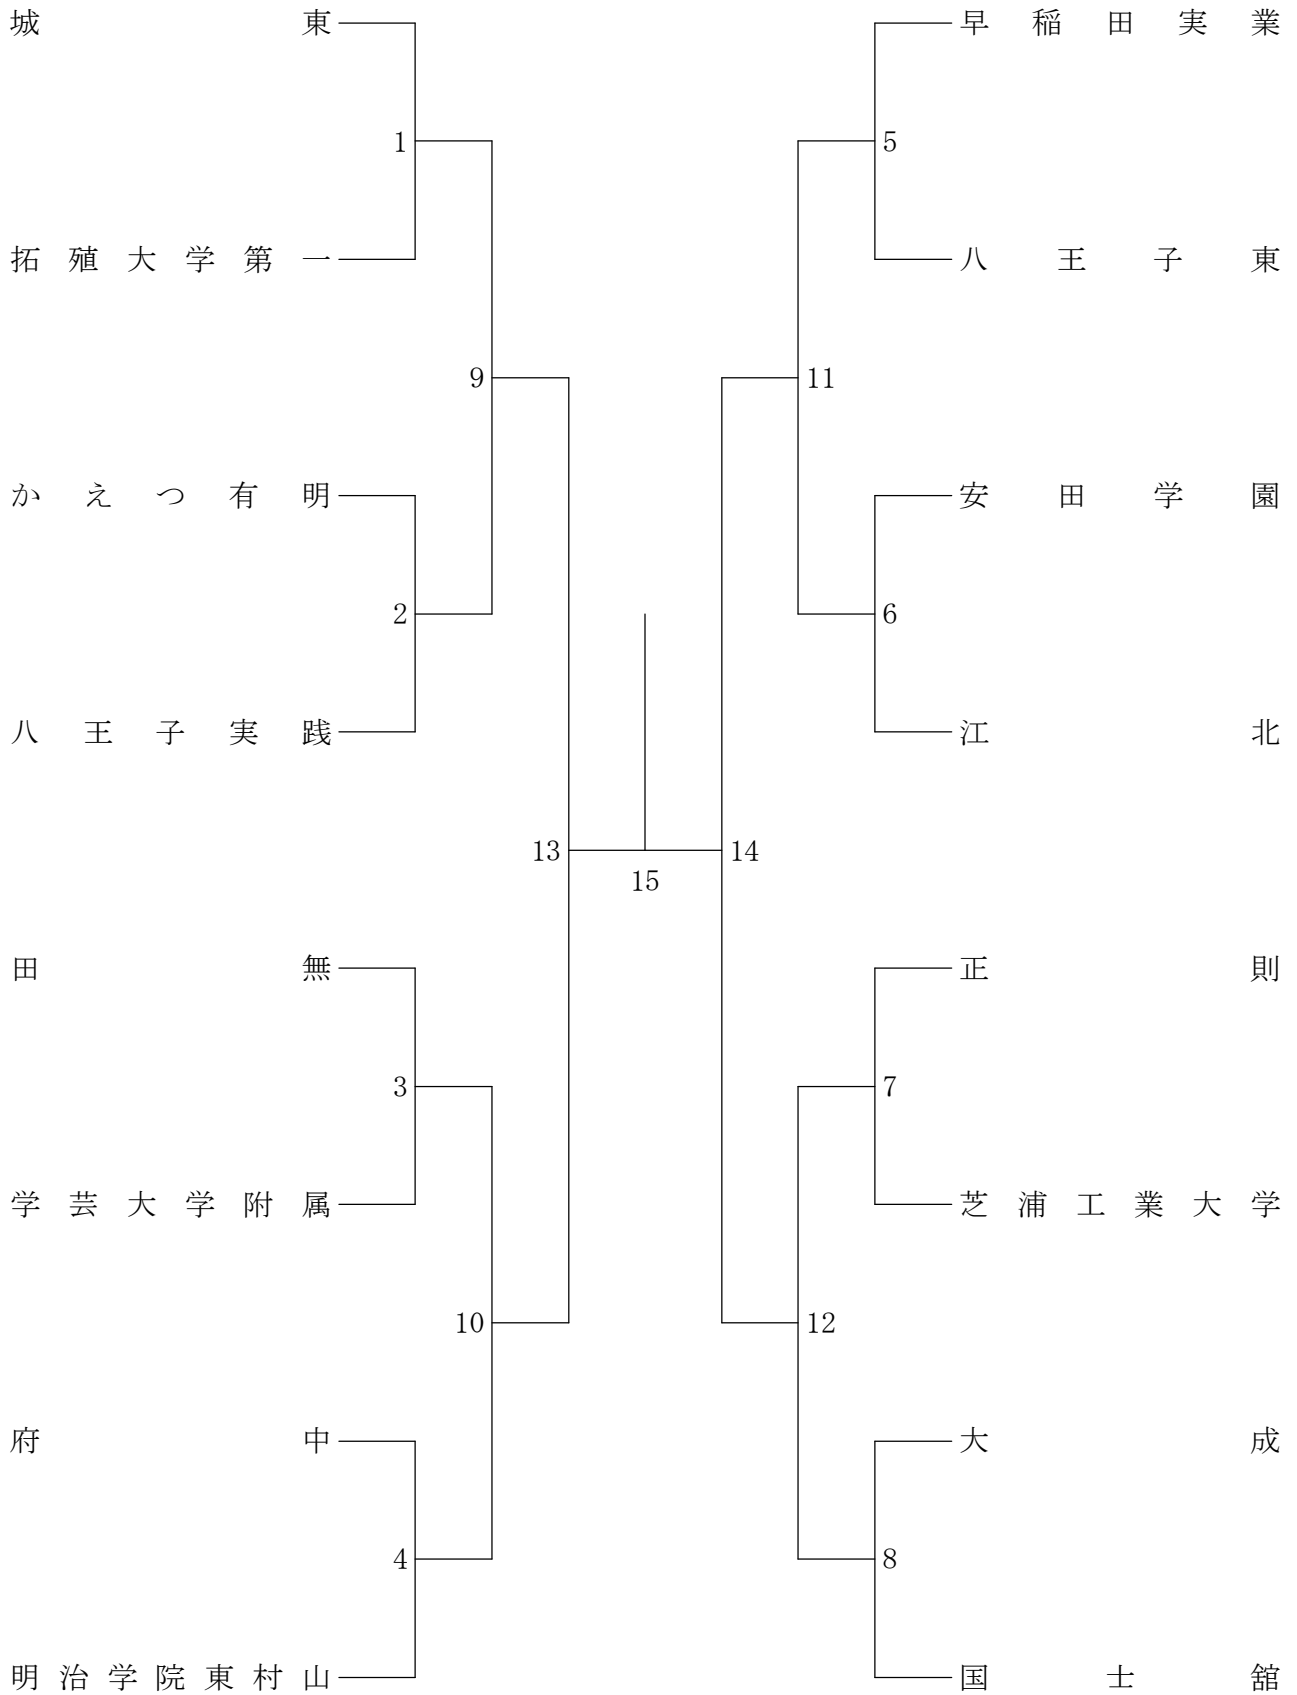 城東
早稲田実業
1
5
拓殖大学第一
八王子東
9
11
かえつ有明
安田学園
2
6
八王子実践
江北
13
14
15
田無
正則
3
7
学芸大学附属
芝浦工業大学
10
12
府中
大成
4
8
明治学院東村山
国士舘